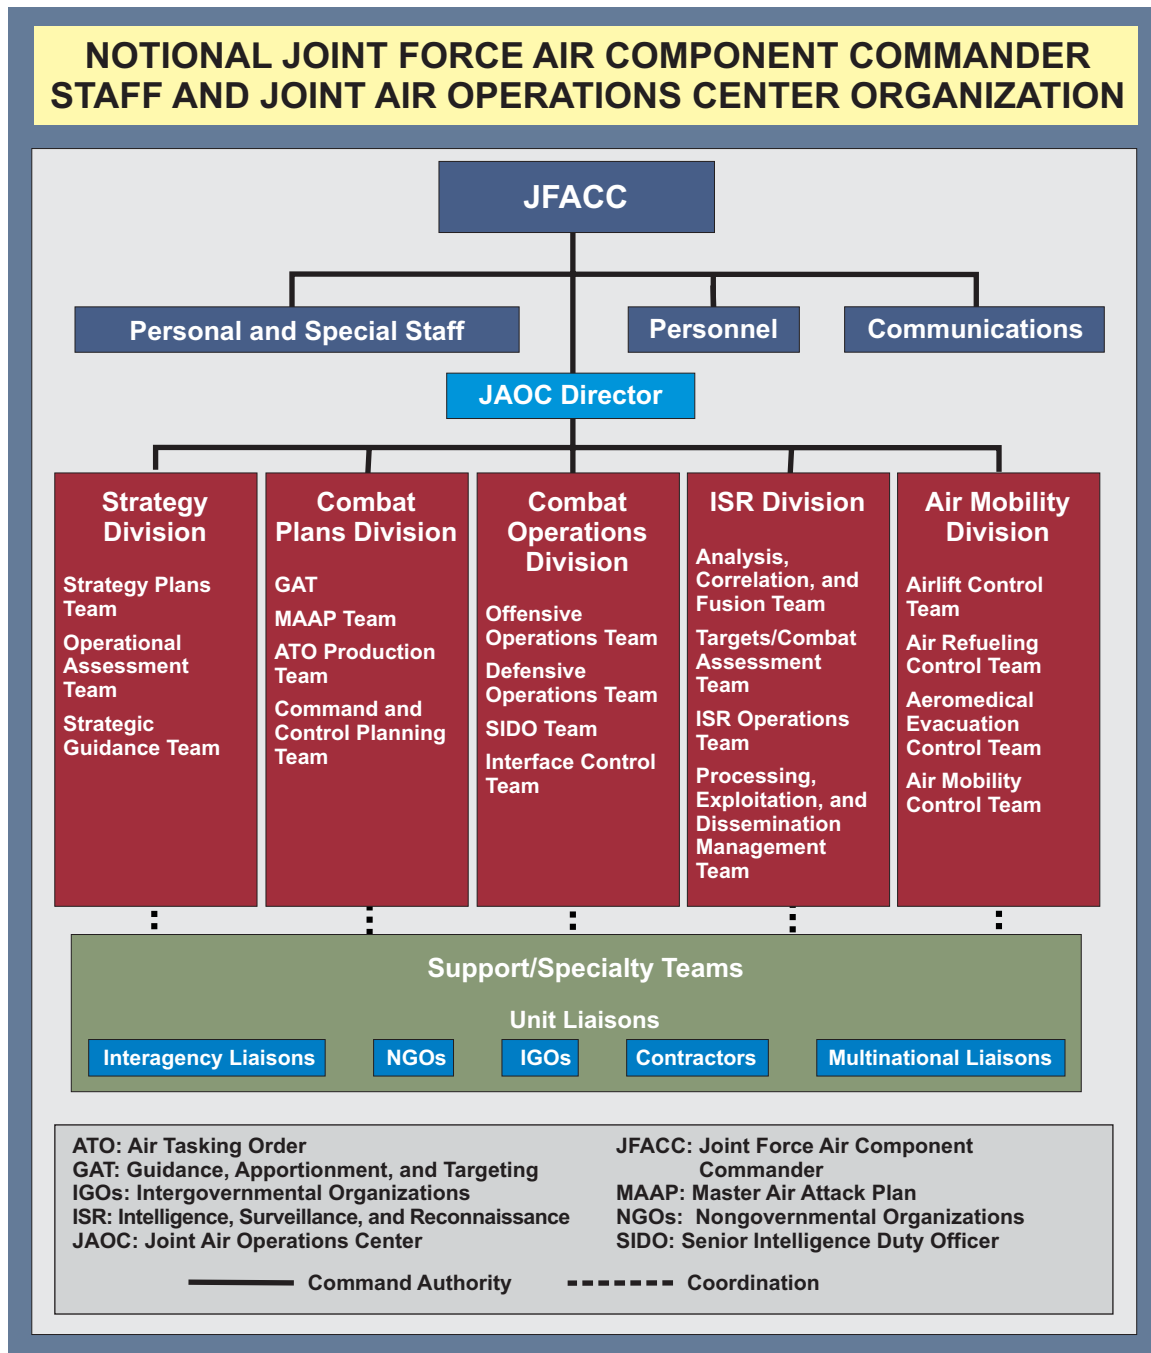 NOTIONAL JOINT FORCE AIR COMPONENT COMMANDER
STAFF AND JOINT AIR OPERATIONS CENTER ORGANIZATION
JFACC
Personal and Special Staff
Personnel
Communications
JAOC Director
Strategy
Division
Strategy Plans
Team
Operational
Assessment
Team
Strategic
Guidance Team
Combat
Plans Division
GAT
MAAP Team
ATO Production
Team
Command and
Control Planning
Team
Combat
Operations
Division
Offensive
Operations Team
Defensive
Operations Team
SIDO Team
Interface Control
Team
ISR Division
Analysis,
Correlation, and
Fusion Team
Targets/Combat
Assessment
Team
ISR Operations
Team
Processing,
Exploitation, and
Dissemination
Management
Team
Air Mobility
Division
Airlift Control
Team
Air Refueling
Control Team
Aeromedical
Evacuation
Control Team
Air Mobility
Control Team
Support/Specialty Teams
Unit Liaisons
Interagency Liaisons
NGOs
IGOs
Contractors
Multinational Liaisons
ATO: Air Tasking Order
GAT: Guidance, Apportionment, and Targeting
IGOs: Intergovernmental Organizations
ISR: Intelligence, Surveillance, and Reconnaissance
JAOC: Joint Air Operations Center
JFACC: Joint Force Air Component
Commander
MAAP: Master Air Attack Plan
NGOs: Nongovernmental Organizations
SIDO: Senior Intelligence Duty Officer
Command Authority
Coordination